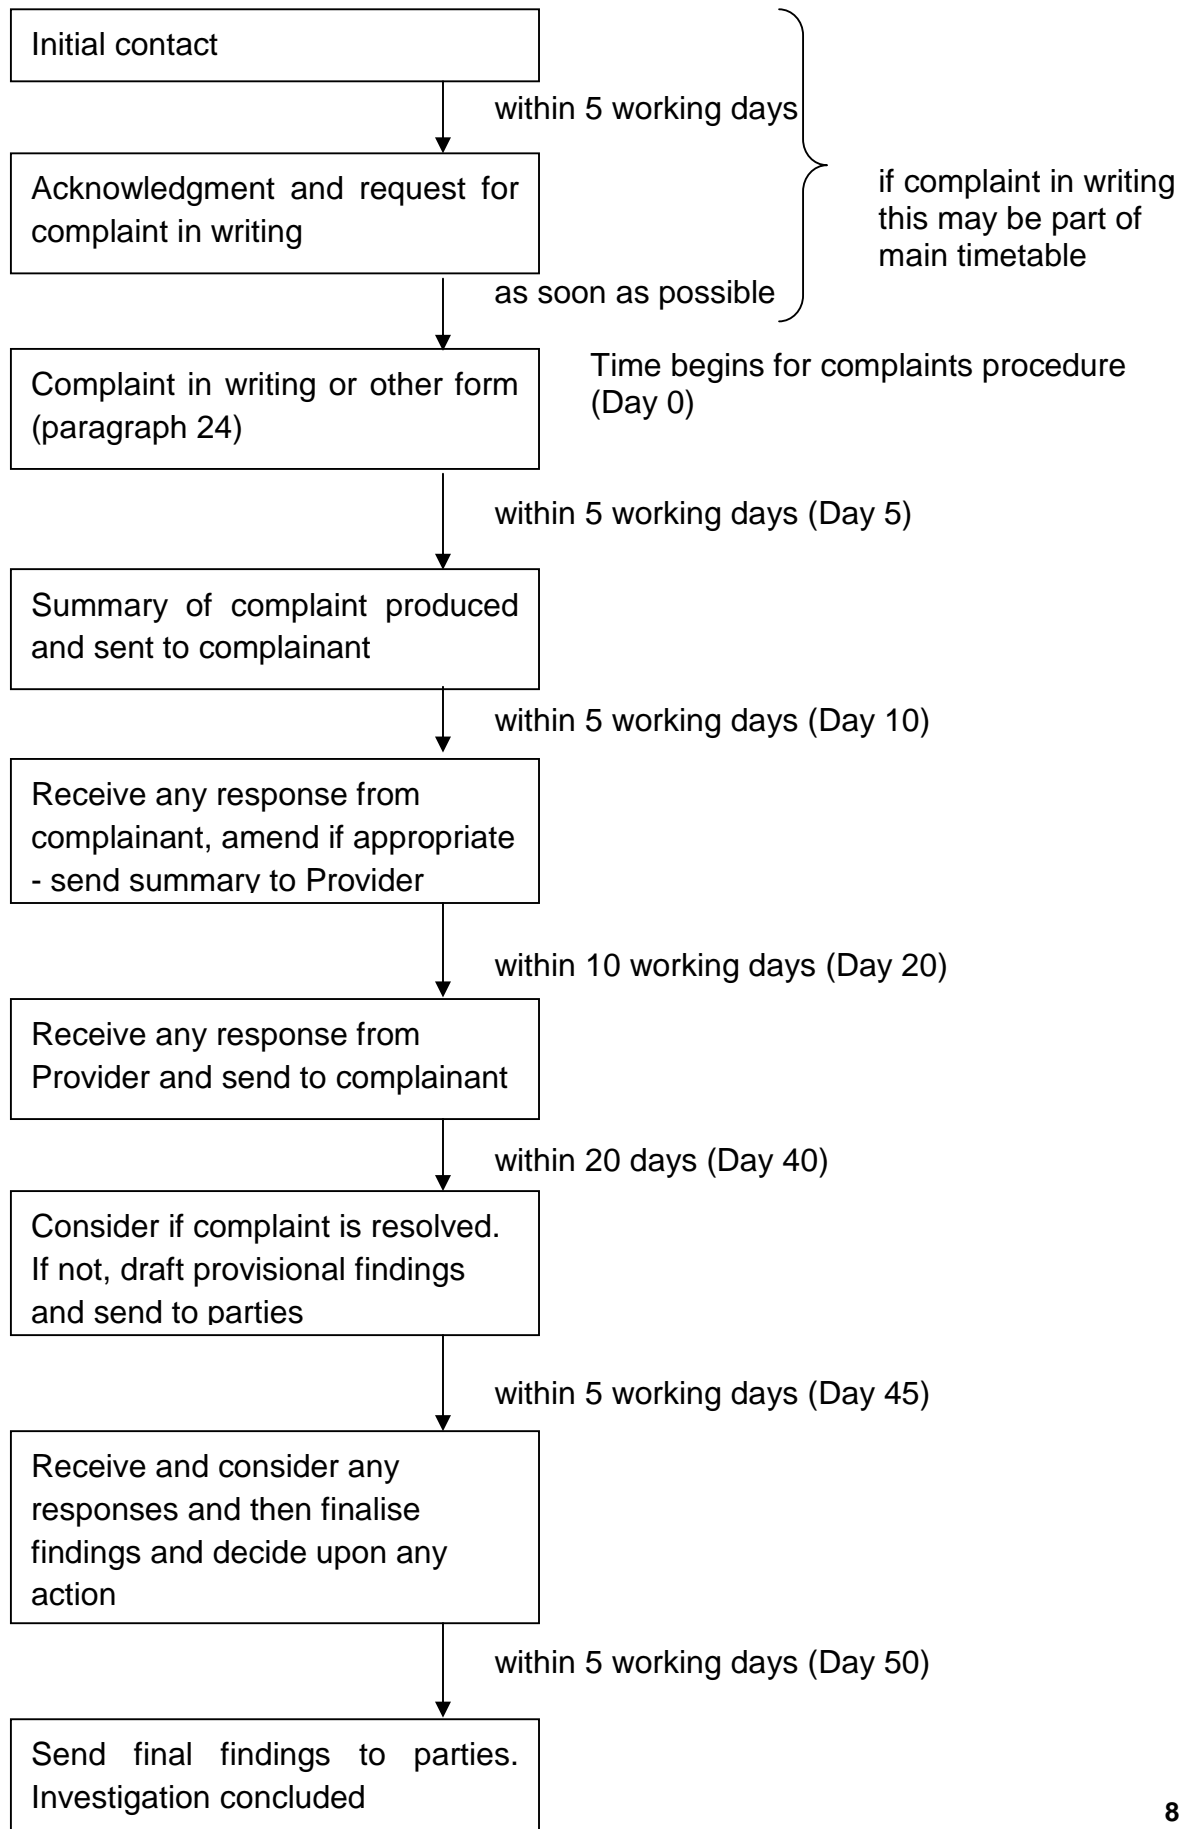 Initial contact
within 5 working days
Acknowledgment and request for
complaint in writing
if complaint in writing
this may be part of
main timetable
as soon as possible
Complaint in writing or other form
(paragraph 24)
Time begins for complaints procedure
(Day 0)
within 5 working days (Day 5)
Summary of complaint produced
and sent to complainant
within 5 working days (Day 10)
Receive any response from
complainant, amend if appropriate
- send summary to Provider
within 10 working days (Day 20)
Receive any response from
Provider and send to complainant
within 20 days (Day 40)
Consider if complaint is resolved.
If not, draft provisional findings
and send to parties
within 5 working days (Day 45)
Receive and consider any
responses and then finalise
findings and decide upon any
action
within 5 working days (Day 50)
Send final findings to parties.
Investigation concluded
8